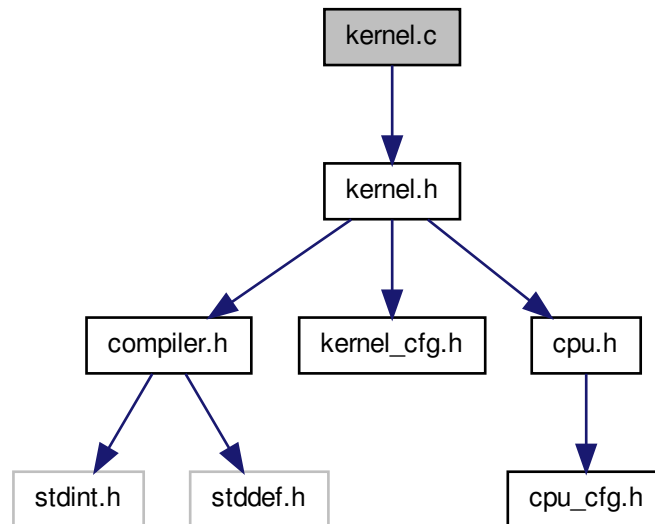 kernel.c
kernel.h
compiler.h
kernel_cfg.h
cpu.h
stdint.h
stddef.h
cpu_cfg.h